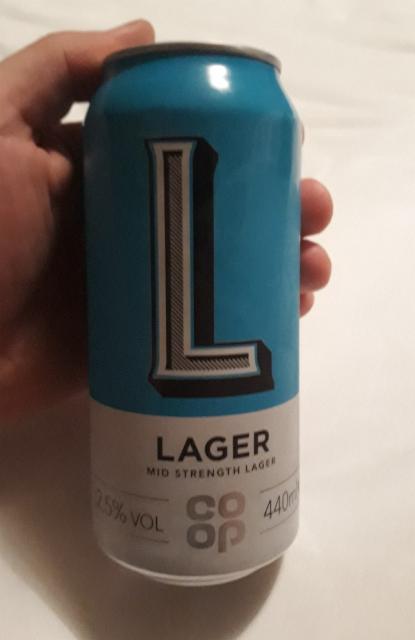 L
LAGER
MID STRENGTH LAGER
2.5% VOL
CO
OP
440ml